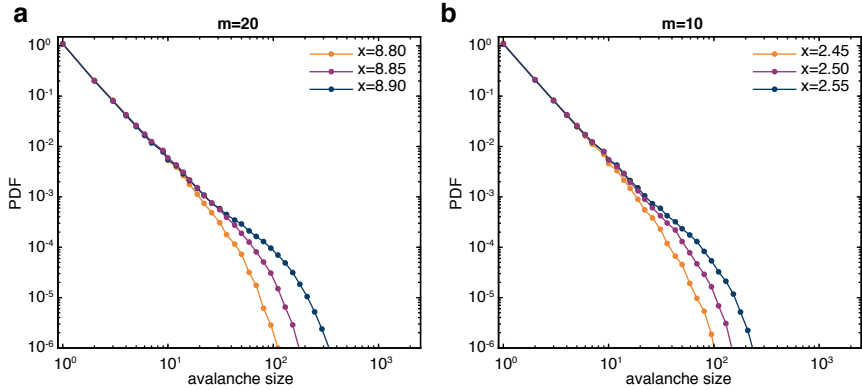 a
m=20
x=8.80
x=8.85
x=8.90
10^0
10^-1
10^-2
10^-3
10^-4
10^-5
10^-6
PDF
10^0
10^1
10^2
10^3
avalanche size
b
m=10
x=2.45
x=2.50
x=2.55
10^0
10^-1
10^-2
10^-3
10^-4
10^-5
10^-6
PDF
10^0
10^1
10^2
10^3
avalanche size